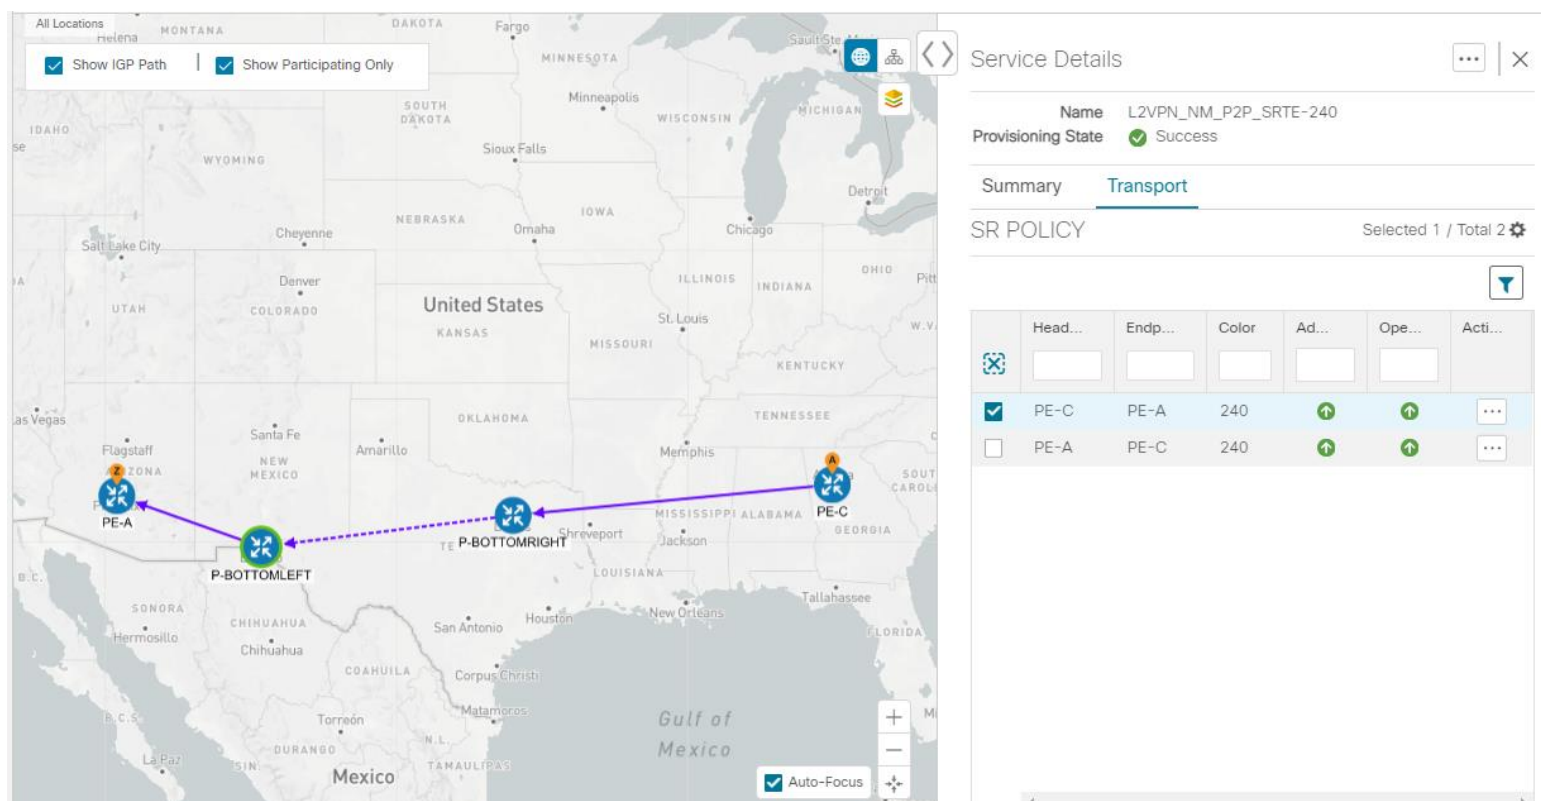 All Locations
Helena
MONTANA
DAKOTA
Fargo
Show IGP Path
Show Participating Only
MINNESOTA
Minneapolis
SOUTH
DAKOTA
WISCONSIN
MICHIGAN
IDAHO
WYOMING
Sioux Falls
Detroit
NEBRASKA
IOWA
Omaha
Chicago
Cheyenne
Salt Lake City
Denver
ILLINOIS
INDIANA
OHIO
Pitt
UTAH
COLORADO
United States
KANSAS
St. Louis
MISSOURI
W.V.
KENTUCKY
Las Vegas
OKLAHOMA
TENNESSEE
Santa Fe
Flagstaff
Amarillo
Memphis
NEW
MEXICO
Z
A
PE-A
PE-C
SOUTH
CAROLI
MISSISSIPPI
ALABAMA
GEORGIA
P-BOTTOMRIGHT
Shreveport
Jackson
P-BOTTOMLEFT
LOUISIANA
B.C.
SONORA
Hermosillo
CHIHUAHUA
Chihuahua
San Antonio
Houston
New Orleans
Tallahassee
FLORIDA
COAHUILA
Corpus Christi
B.C.S.
Torreón
Matamoros
N.L.
Gulf of
Mexico
La Paz
SIN.
DURANGO
TAMAULIPAS
Mexico
Auto-Focus
Service Details
Name L2VPN_NM_P2P_SRTE-240
Provisioning State Success
Summary Transport
SR POLICY Selected 1 / Total 2
Head... Endp... Color Ad... Ope... Acti...
PE-C PE-A 240
PE-A PE-C 240